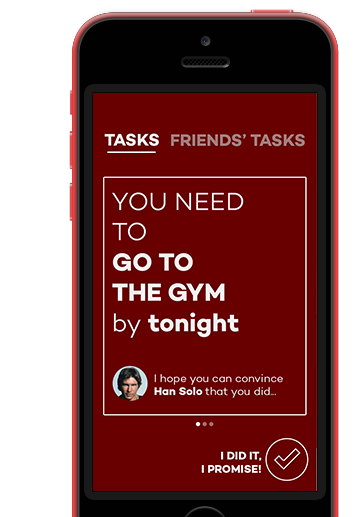 TASKS FRIENDS’ TASKS
YOU NEED
TO
GO TO
THE GYM
by tonight
I hope you can convince
Han Solo that you did...
I DID IT,
I PROMISE!